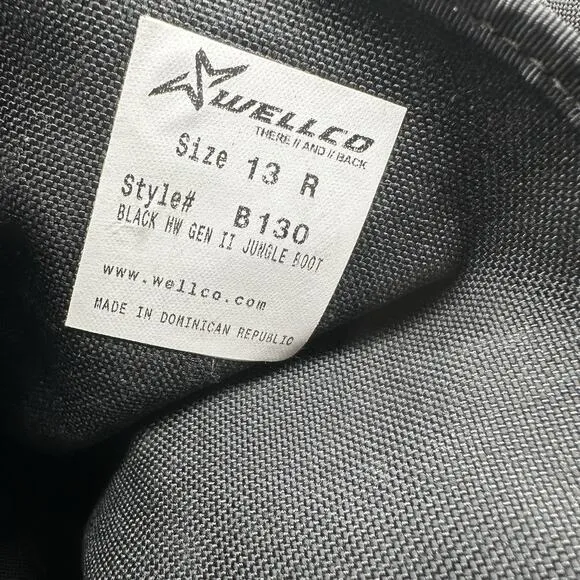 WELLCO
THERE // AND // BACK
Size 13 R
Style# B130
BLACK HW GEN II JUNGLE BOOT
www.wellco.com
MADE IN DOMINICAN REPUBLIC